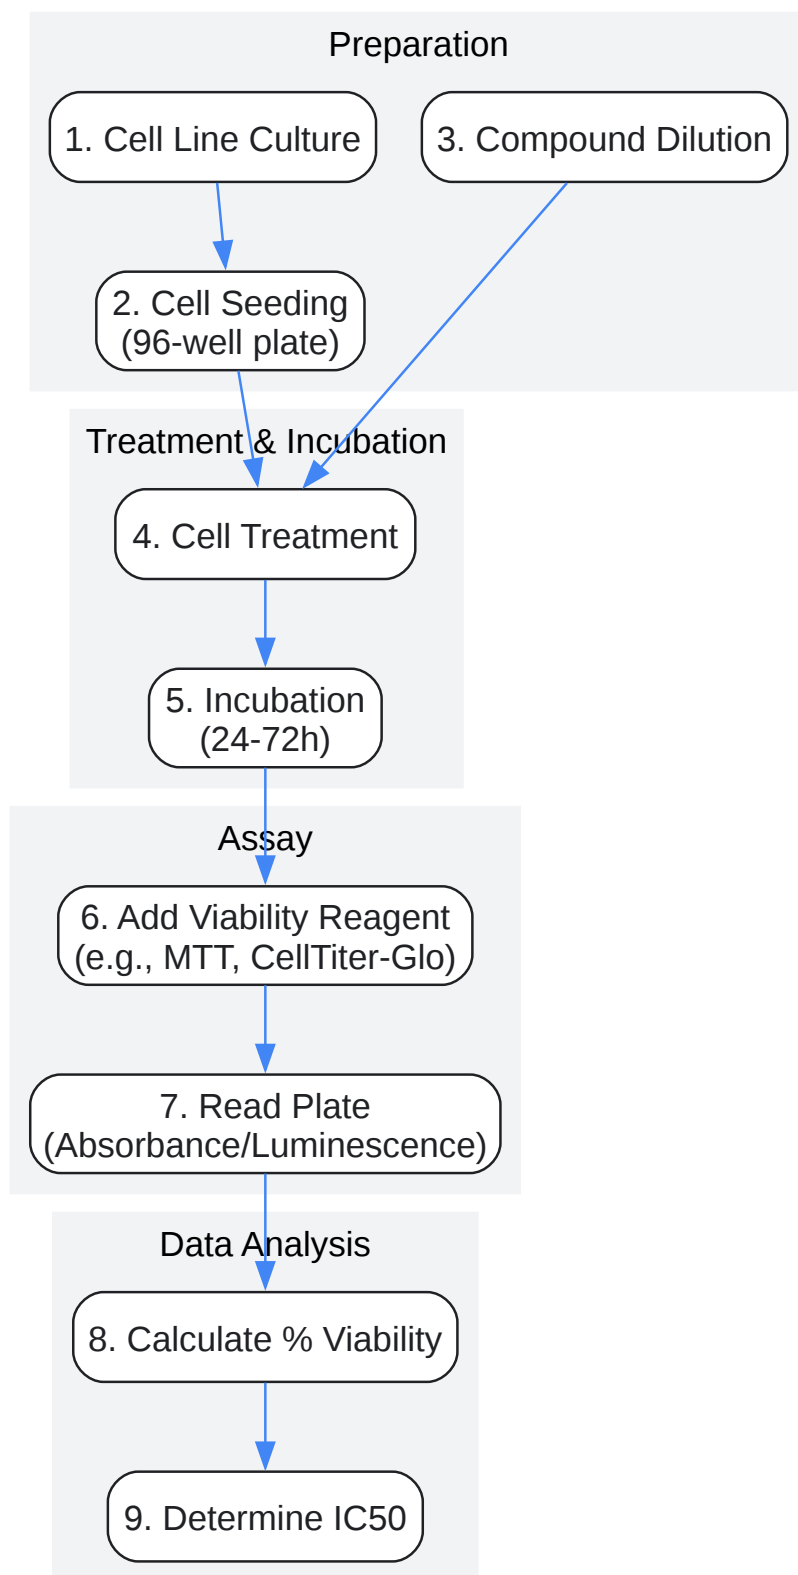 Preparation
1. Cell Line Culture
3. Compound Dilution
2. Cell Seeding
(96-well plate)
Treatment & Incubation
4. Cell Treatment
5. Incubation
(24-72h)
Assay
6. Add Viability Reagent
(e.g., MTT, CellTiter-Glo)
7. Read Plate
(Absorbance/Luminescence)
Data Analysis
8. Calculate % Viability
9. Determine IC50